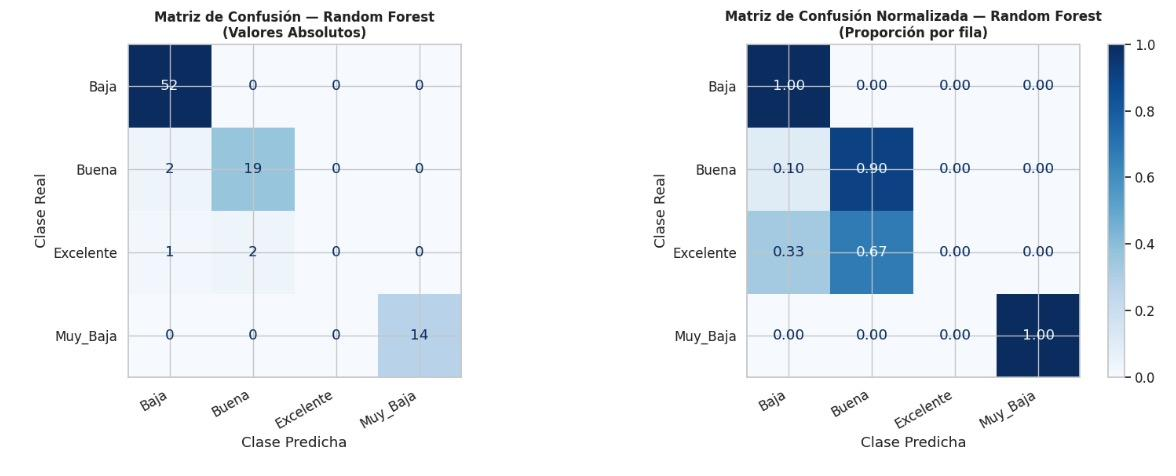 Matriz de Confusión — Random Forest
(Valores Absolutos)
Baja 52 0 0 0
Buena 2 19 0 0
Excelente 1 2 0 0
Muy_Baja 0 0 0 14
Clase Real
Baja Buena Excelente Muy_Baja
Clase Predicha
Matriz de Confusión Normalizada — Random Forest
(Proporción por fila)
Baja 1.00 0.00 0.00 0.00
Buena 0.10 0.90 0.00 0.00
Excelente 0.33 0.67 0.00 0.00
Muy_Baja 0.00 0.00 0.00 1.00
Clase Real
Baja Buena Excelente Muy_Baja
Clase Predicha
1.0
0.8
0.6
0.4
0.2
0.0